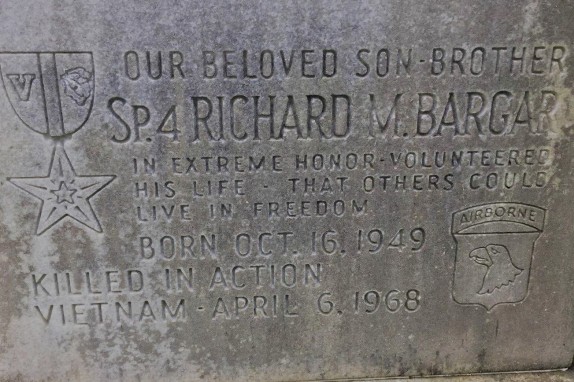 OUR BELOVED SON-BROTHER
V
SP.4 RICHARD M. BARGAR
IN EXTREME HONOR-VOLUNTEERED
HIS LIFE - THAT OTHERS COULD
LIVE IN FREEDOM
AIRBORNE
BORN OCT. 16. 1949
KILLED IN ACTION
VIETNAM - APRIL 6, 1968